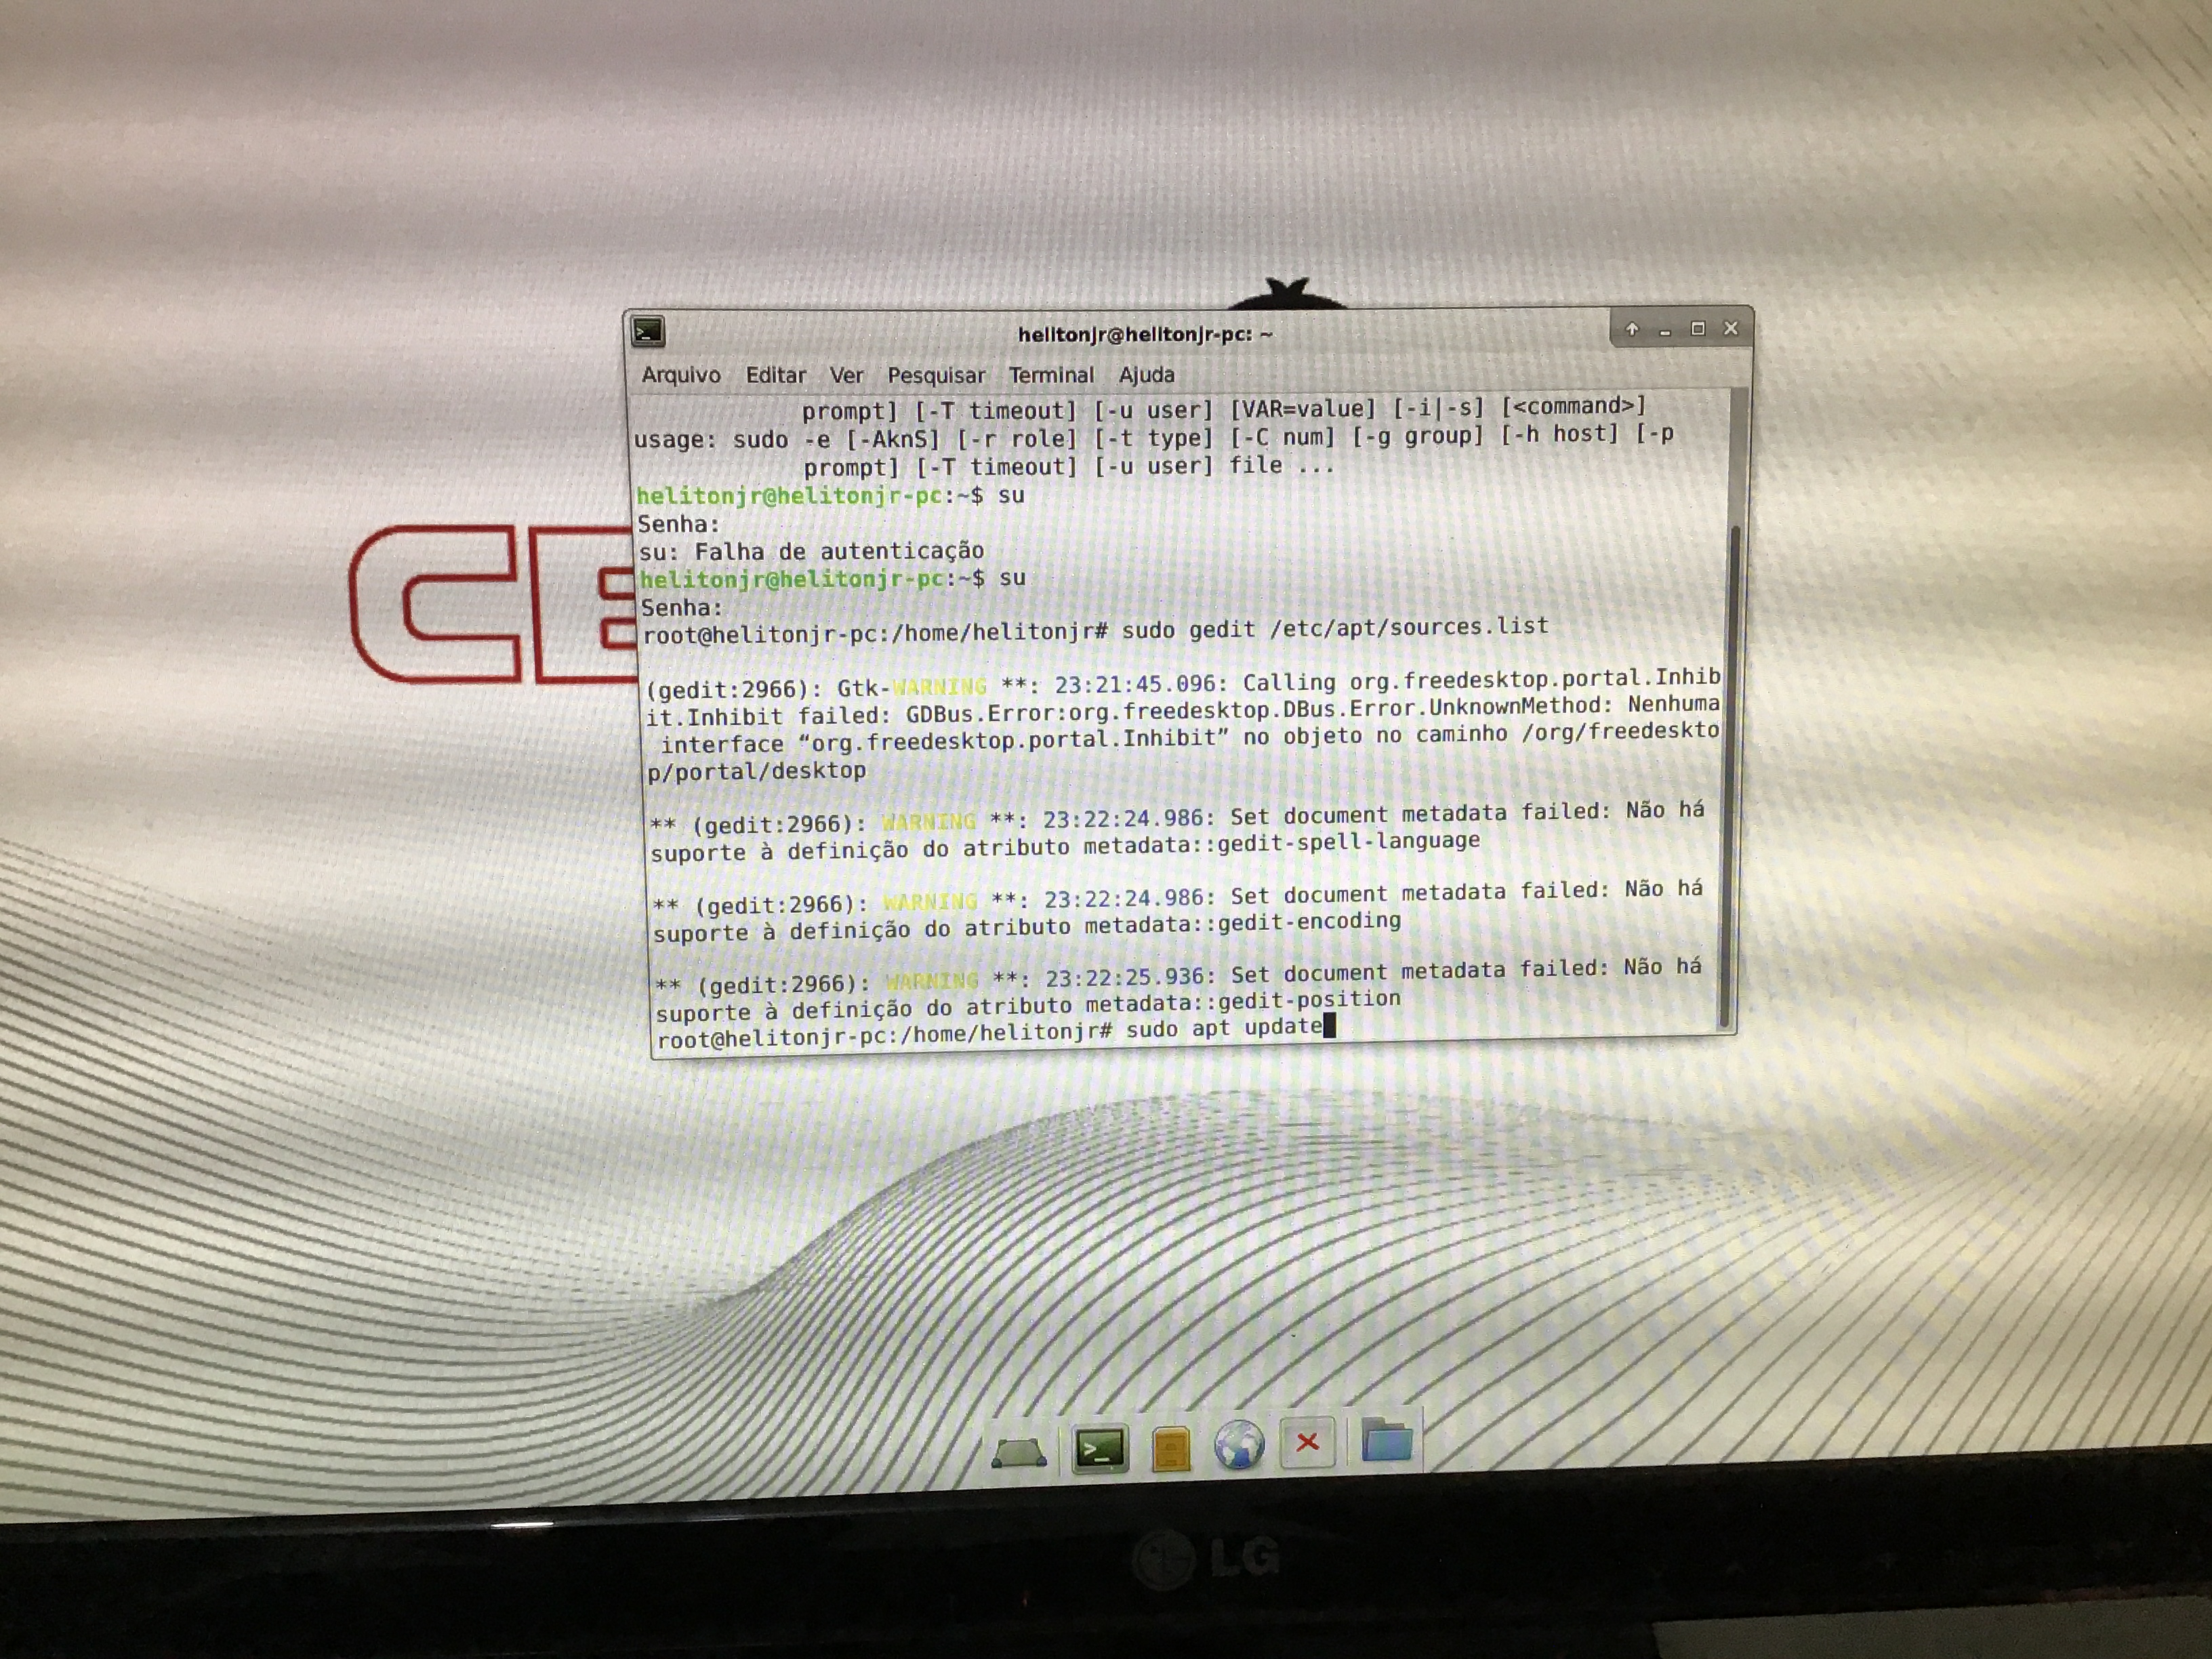 helitonjr@helitonjr-pc: ~
Arquivo Editar Ver Pesquisar Terminal Ajuda
prompt] [-T timeout] [-u user] [VAR=value] [-i|-s] [<command>]
usage: sudo -e [-AknS] [-r role] [-t type] [-C num] [-g group] [-h host] [-p
prompt] [-T timeout] [-u user] file ...
helitonjr@helitonjr-pc:~$ su
Senha:
su: Falha de autenticação
helitonjr@helitonjr-pc:~$ su
Senha:
root@helitonjr-pc:/home/helitonjr# sudo gedit /etc/apt/sources.list
(gedit:2966): Gtk-WARNING **: 23:21:45.096: Calling org.freedesktop.portal.Inhib
it.Inhibit failed: GDBus.Error:org.freedesktop.DBus.Error.UnknownMethod: Nenhuma
interface “org.freedesktop.portal.Inhibit” no objeto no caminho /org/freedeskto
p/portal/desktop
** (gedit:2966): WARNING **: 23:22:24.986: Set document metadata failed: Não há
suporte à definição do atributo metadata::gedit-spell-language
** (gedit:2966): WARNING **: 23:22:24.986: Set document metadata failed: Não há
suporte à definição do atributo metadata::gedit-encoding
** (gedit:2966): WARNING **: 23:22:25.936: Set document metadata failed: Não há
suporte à definição do atributo metadata::gedit-position
root@helitonjr-pc:/home/helitonjr# sudo apt update
LG